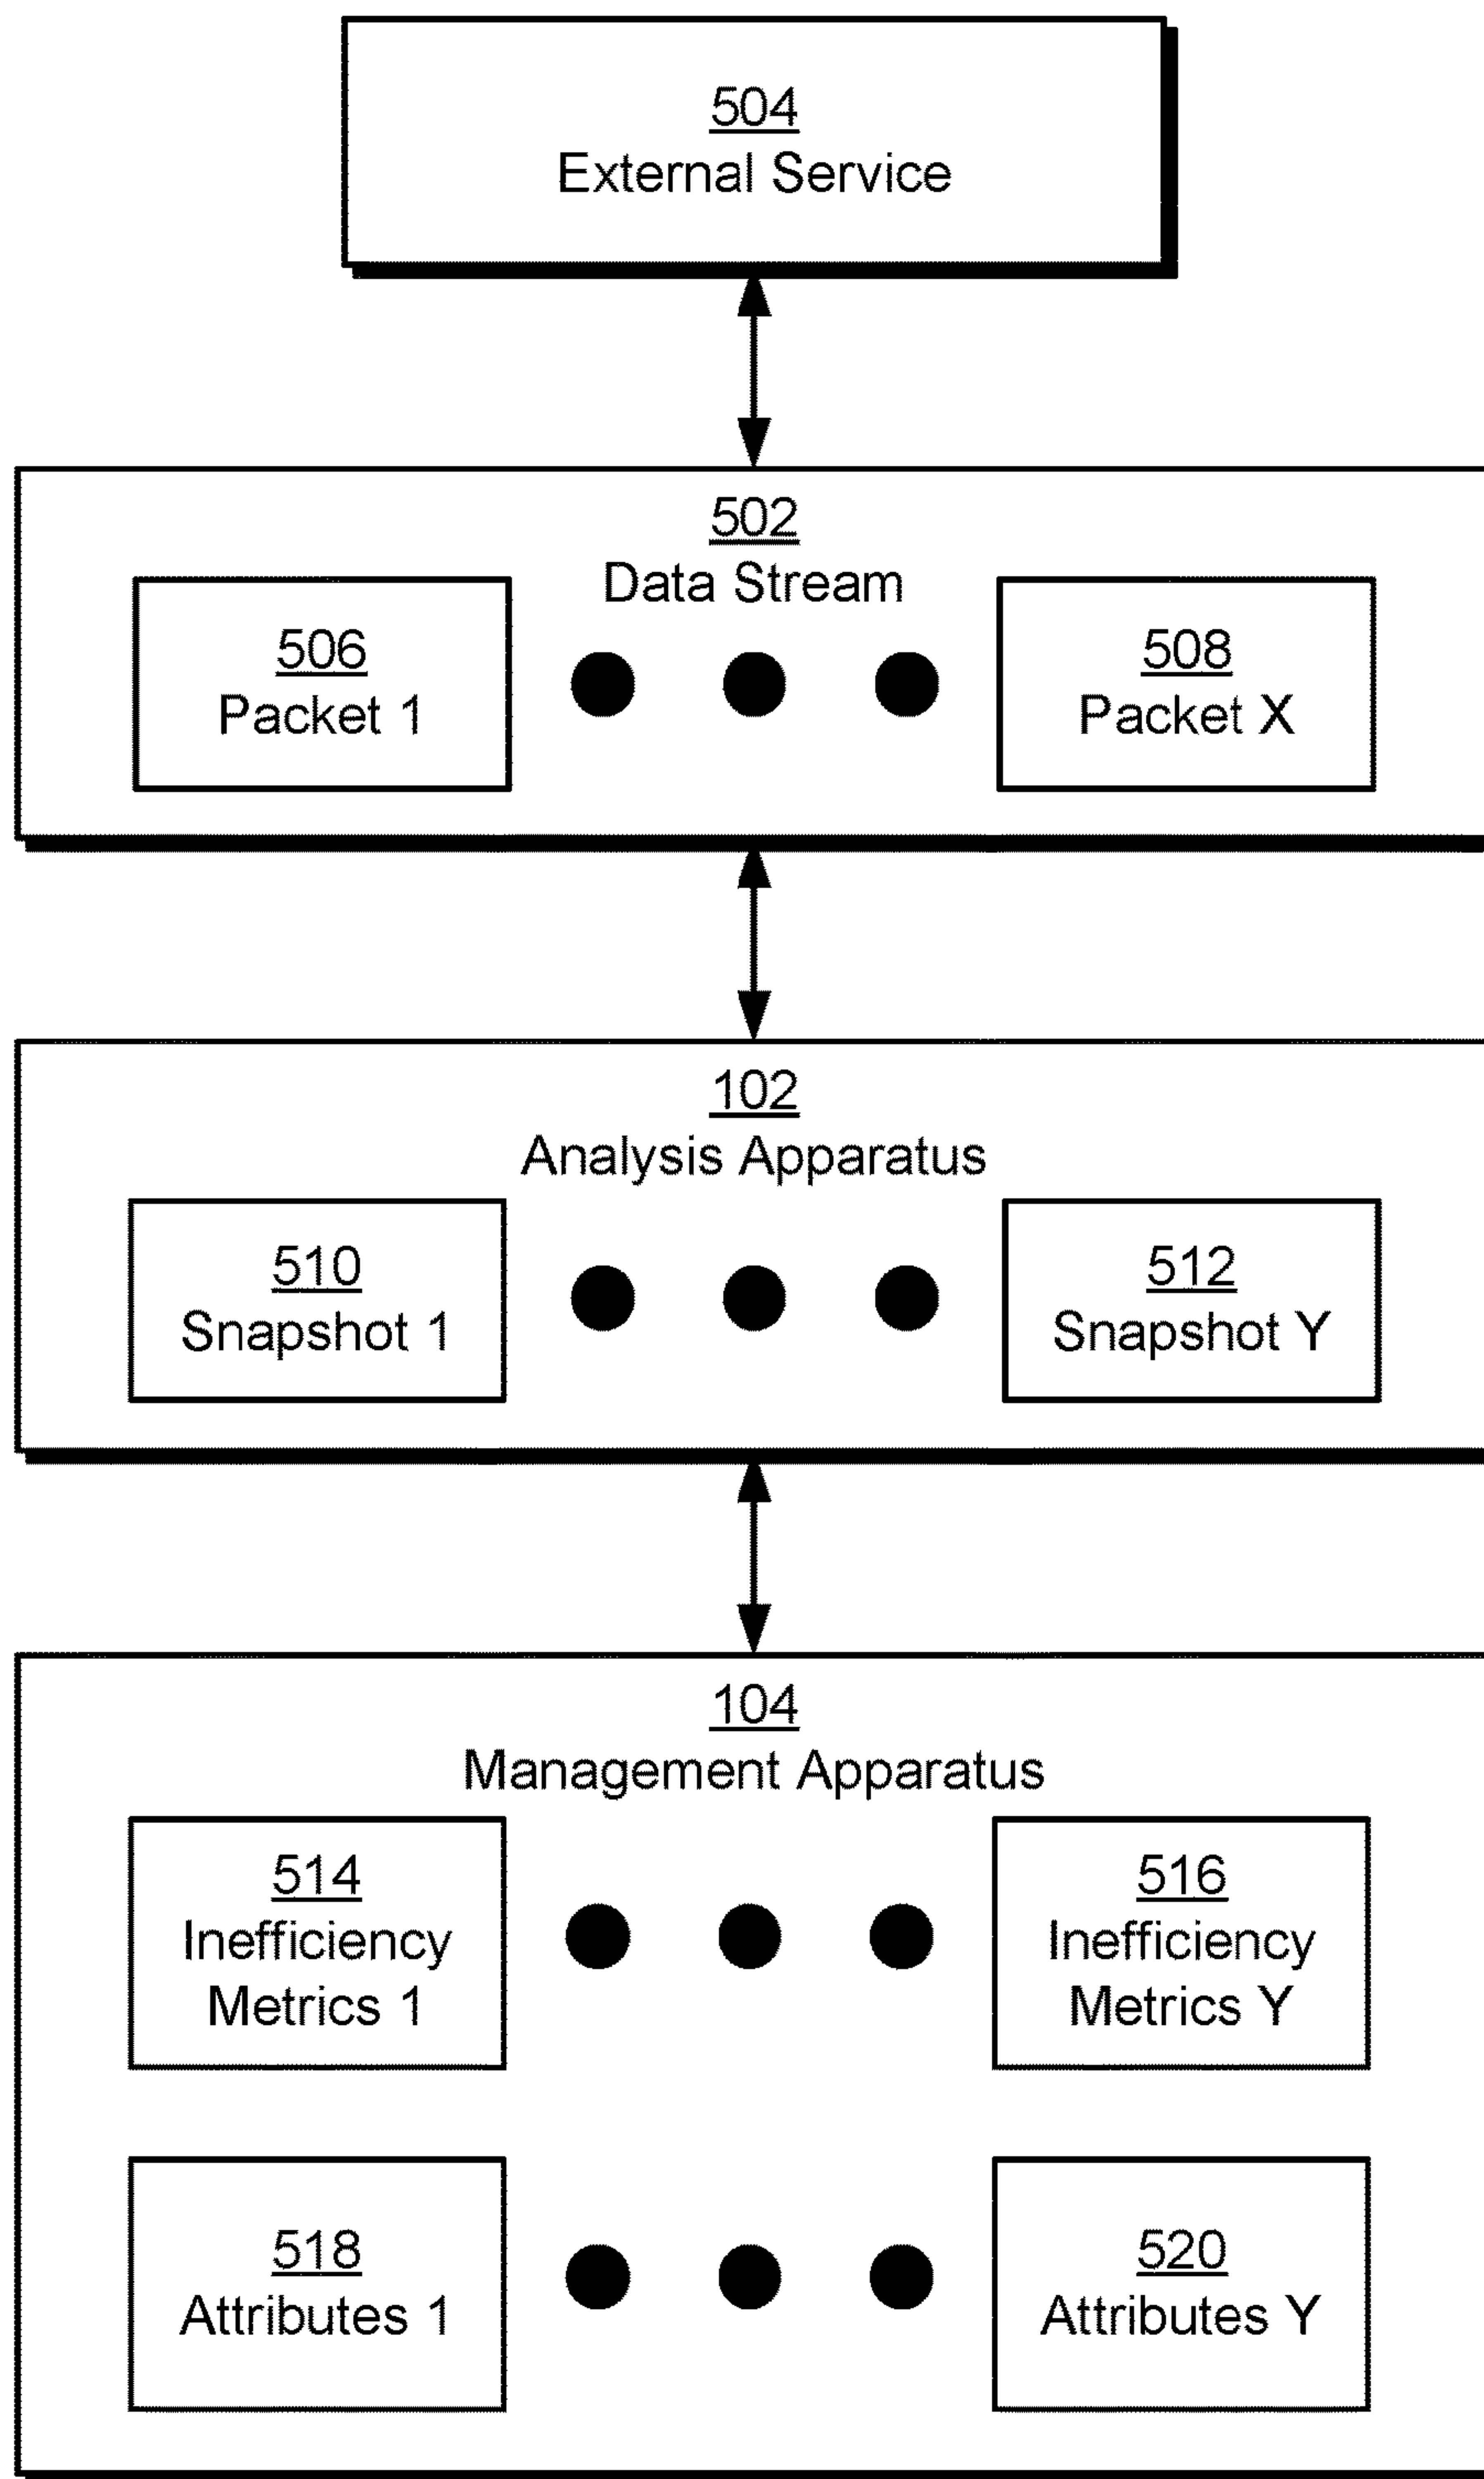 504
External Service
502
Data Stream
506
Packet 1
508
Packet X
102
Analysis Apparatus
510
Snapshot 1
512
Snapshot Y
104
Management Apparatus
514
Inefficiency
Metrics 1
516
Inefficiency
Metrics Y
518
Attributes 1
520
Attributes Y